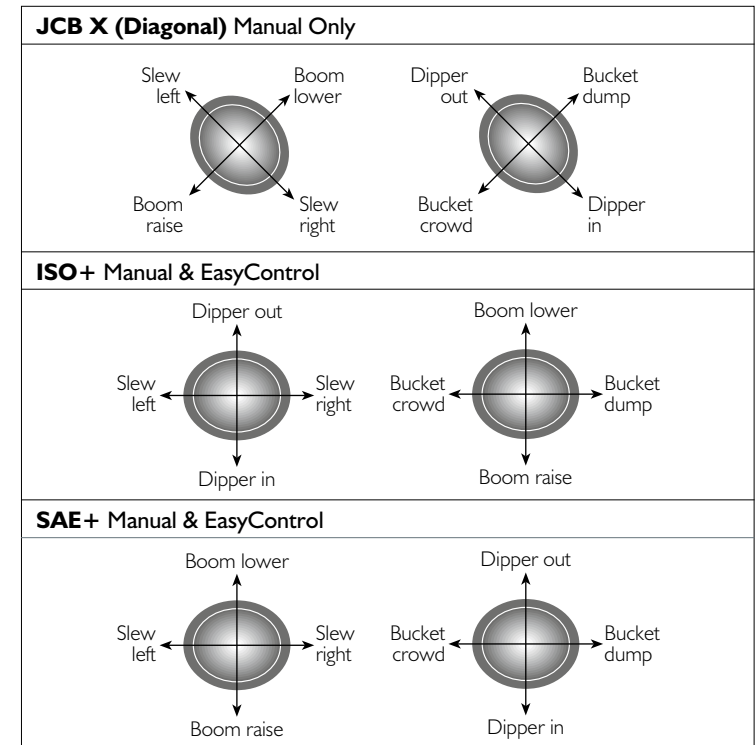 JCB X (Diagonal) Manual Only
Slew
left
Boom
lower
Boom
raise
Slew
right
Dipper
out
Bucket
dump
Bucket
crowd
Dipper
in
ISO+ Manual & EasyControl
Dipper out
Slew
left
Slew
right
Dipper in
Boom lower
Bucket
crowd
Bucket
dump
Boom raise
SAE+ Manual & EasyControl
Boom lower
Slew
left
Slew
right
Boom raise
Dipper out
Bucket
crowd
Bucket
dump
Dipper in